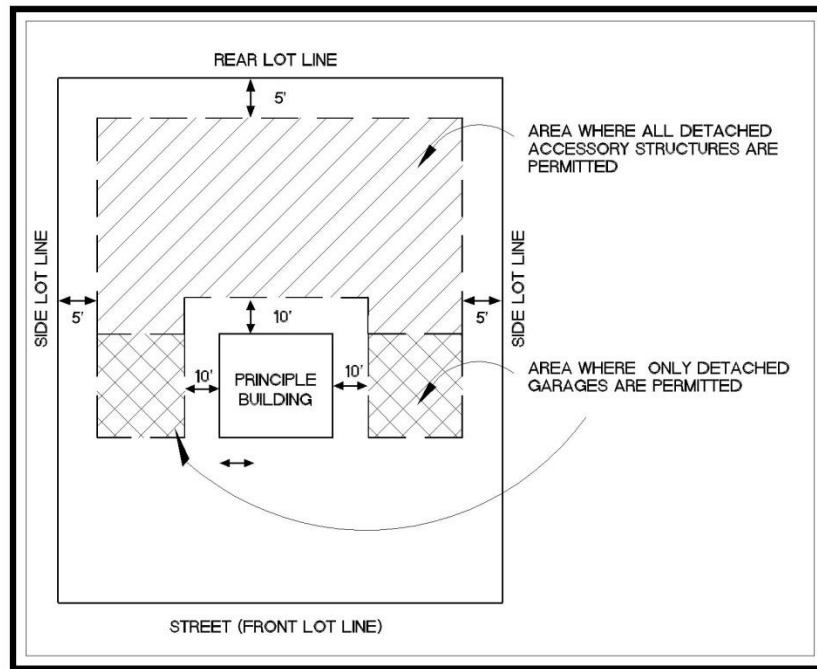 REAR LOT LINE
5'
AREA WHERE ALL DETACHED
ACCESSORY STRUCTURES ARE
PERMITTED
SIDE LOT LINE
5'
10'
5'
SIDE LOT LINE
10'
PRINCIPLE
BUILDING
10'
AREA WHERE ONLY DETACHED
GARAGES ARE PERMITTED
STREET (FRONT LOT LINE)